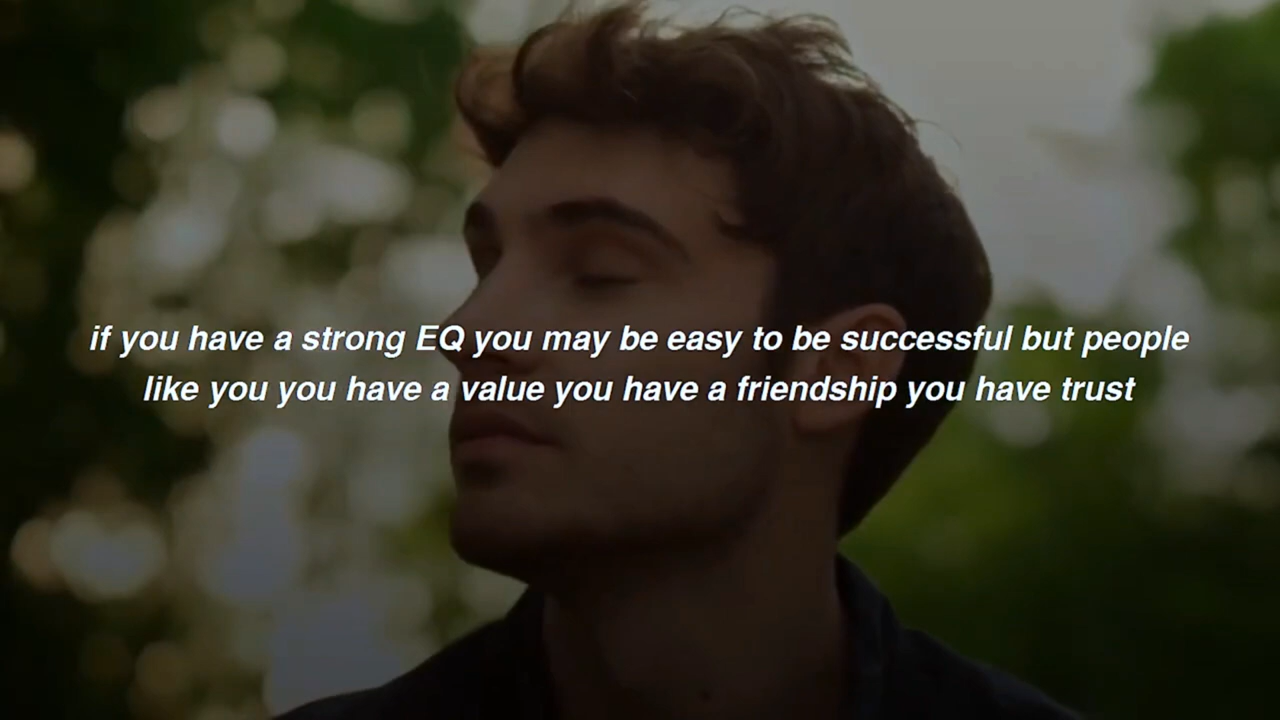 if you have a strong EQ you may be easy to be successful but people
like you you have a value you have a friendship you have trust